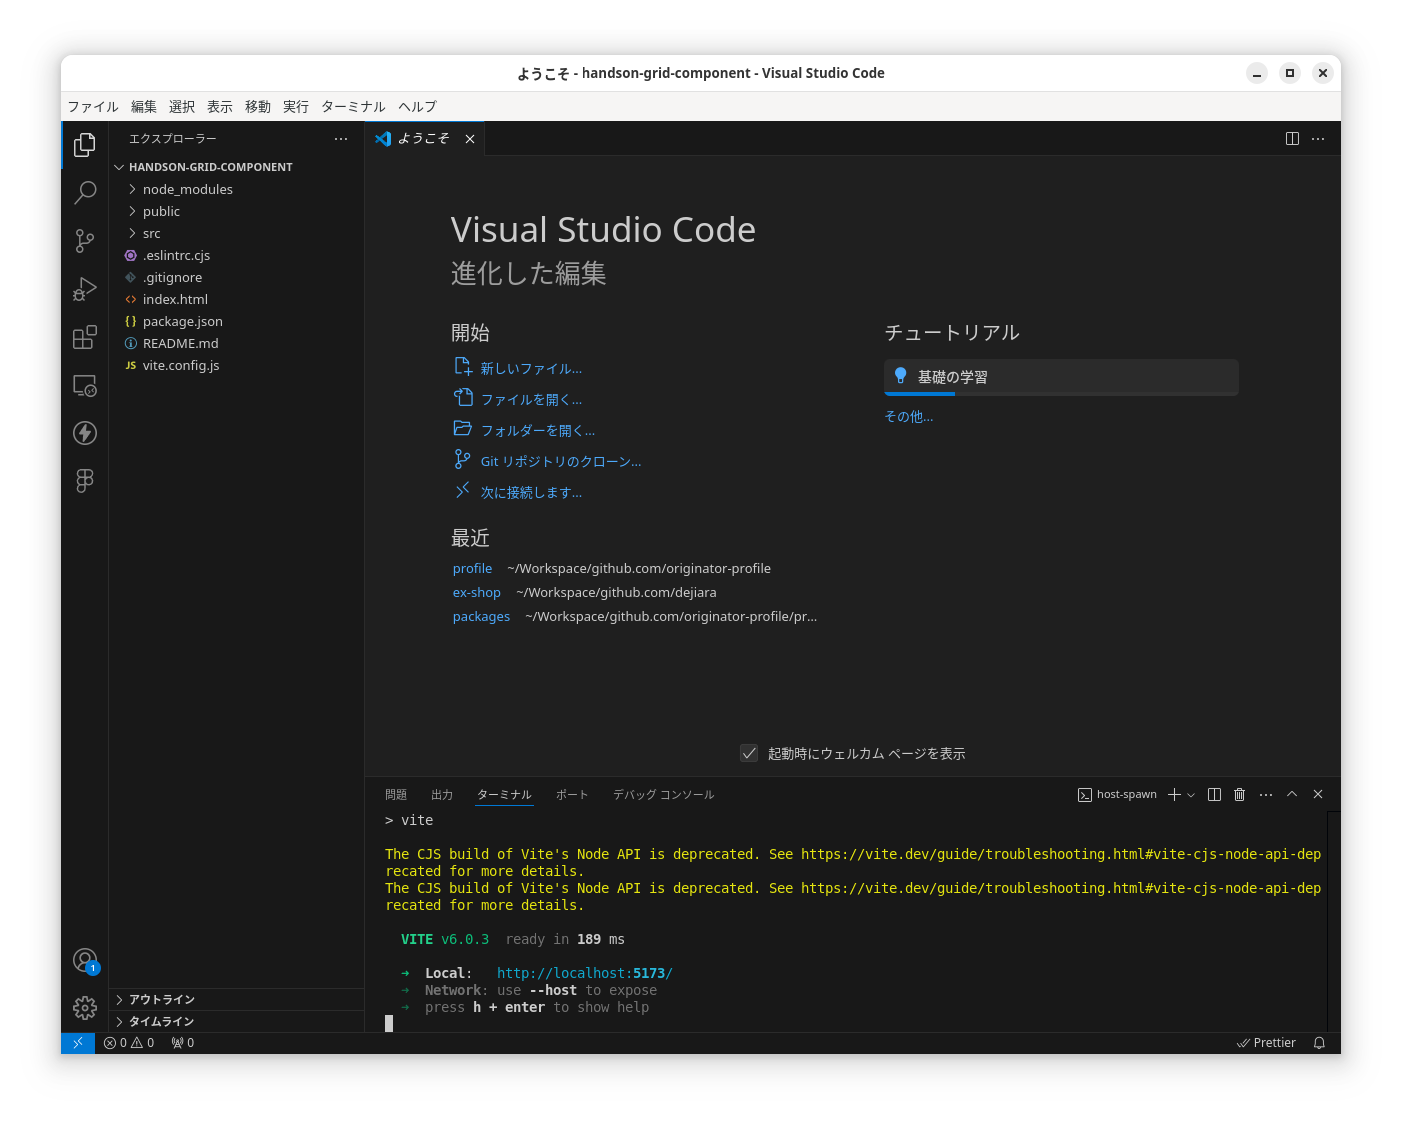 ようこそ - handson-grid-component - Visual Studio Code
ファイル 編集 選択 表示 移動 実行 ターミナル ヘルプ
エクスプローラー
HANDSON-GRID-COMPONENT
node_modules
public
src
.eslintrc.cjs
.gitignore
index.html
package.json
README.md
JS vite.config.js
アウトライン
タイムライン
ようこそ
Visual Studio Code
進化した編集
開始
新しいファイル...
ファイルを開く...
フォルダーを開く...
Git リポジトリのクローン...
次に接続します...
最近
profile ~/Workspace/github.com/originator-profile
ex-shop ~/Workspace/github.com/dejiara
packages ~/Workspace/github.com/originator-profile/pr...
チュートリアル
基礎の学習
その他...
起動時にウェルカム ページを表示
問題 出力 ターミナル ポート デバッグ コンソール host-spawn
> vite
The CJS build of Vite's Node API is deprecated. See https://vite.dev/guide/troubleshooting.html#vite-cjs-node-api-dep
recated for more details.
The CJS build of Vite's Node API is deprecated. See https://vite.dev/guide/troubleshooting.html#vite-cjs-node-api-dep
recated for more details.
VITE v6.0.3 ready in 189 ms
➜ Local: http://localhost:5173/
➜ Network: use --host to expose
➜ press h + enter to show help
1
0 0 0 Prettier